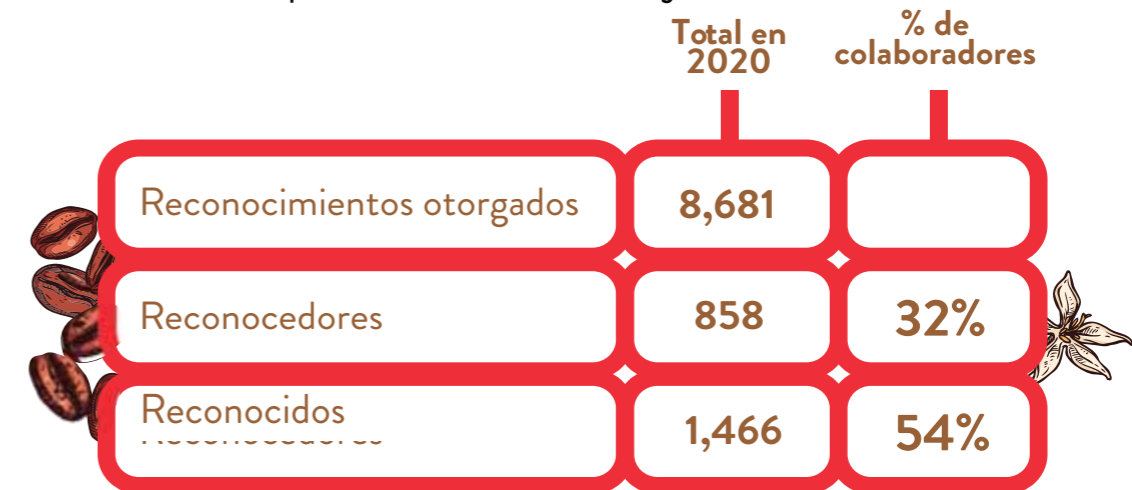 Total en
2020
% de
colaboradores
Reconocimientos otorgados 8,681
Reconocedores 858 32%
Reconocidos 1,466 54%